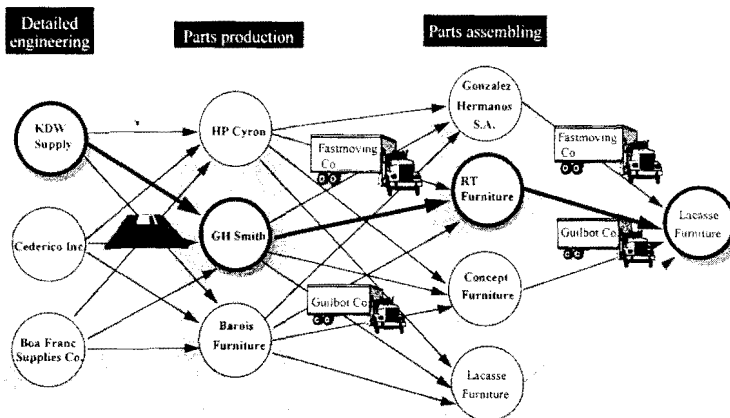 Detailed
engineering
Parts production
Parts assembling
KDW
Supply
Cederico Inc
Boa Franc
Supplies Co.
HP Cyron
GH Smith
Barois
Furniture
Fastmoving
Co
Guilbot Co
Gonzalez
Hermanos
S.A.
RT
Furniture
Concept
Furniture
Lacasse
Furniture
Fastmoving
Co
Guilbot Co
Lacasse
Furniture